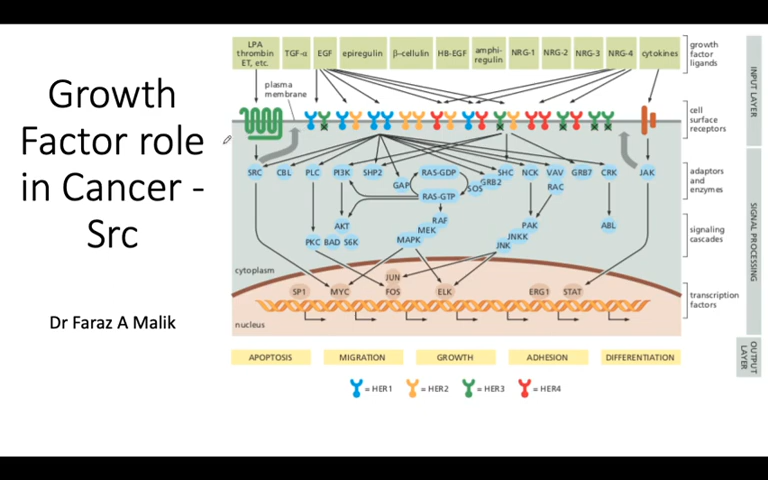 Growth
Factor role
in Cancer -
Src
Dr Faraz A Malik
LPA
thrombin
ET, etc.
TGF-α
EGF
epiregulin
β-cellulin
HB-EGF
amphi-
regulin
NRG-1
NRG-2
NRG-3
NRG-4
cytokines
growth
factor
ligands
INPUT LAYER
plasma
membrane
cell
surface
receptors
SRC
CBL
PLC
PI3K
SHP2
GAP
RAS-GDP
RAS-GTP
SOS
GRB2
SHC
NCK
VAV
RAC
GRB7
CRK
JAK
adaptors
and
enzymes
SIGNAL PROCESSING
AKT
PKC
BAD
S6K
RAF
MEK
MAPK
PAK
JNKK
JNK
ABL
signaling
cascades
cytoplasm
SP1
MYC
JUN
FOS
ELK
ERG1
STAT
transcription
factors
nucleus
OUTPUT
LAYER
APOPTOSIS
MIGRATION
GROWTH
ADHESION
DIFFERENTIATION
= HER1
= HER2
= HER3
= HER4